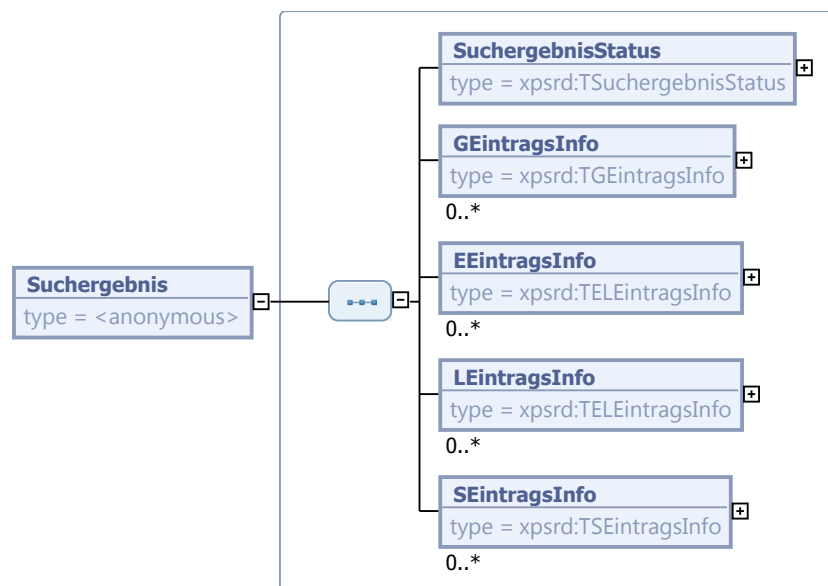 SuchergebnisStatus
type = xpsrd:TSuchergebnisStatus
GEintragsInfo
type = xpsrd:TGEintragsInfo
0..*
EEintragsInfo
type = xpsrd:TELEintragsInfo
0..*
Suchergebnis
type = <anonymous>
LEintragsInfo
type = xpsrd:TELEintragsInfo
0..*
SEintragsInfo
type = xpsrd:TSEintragsInfo
0..*